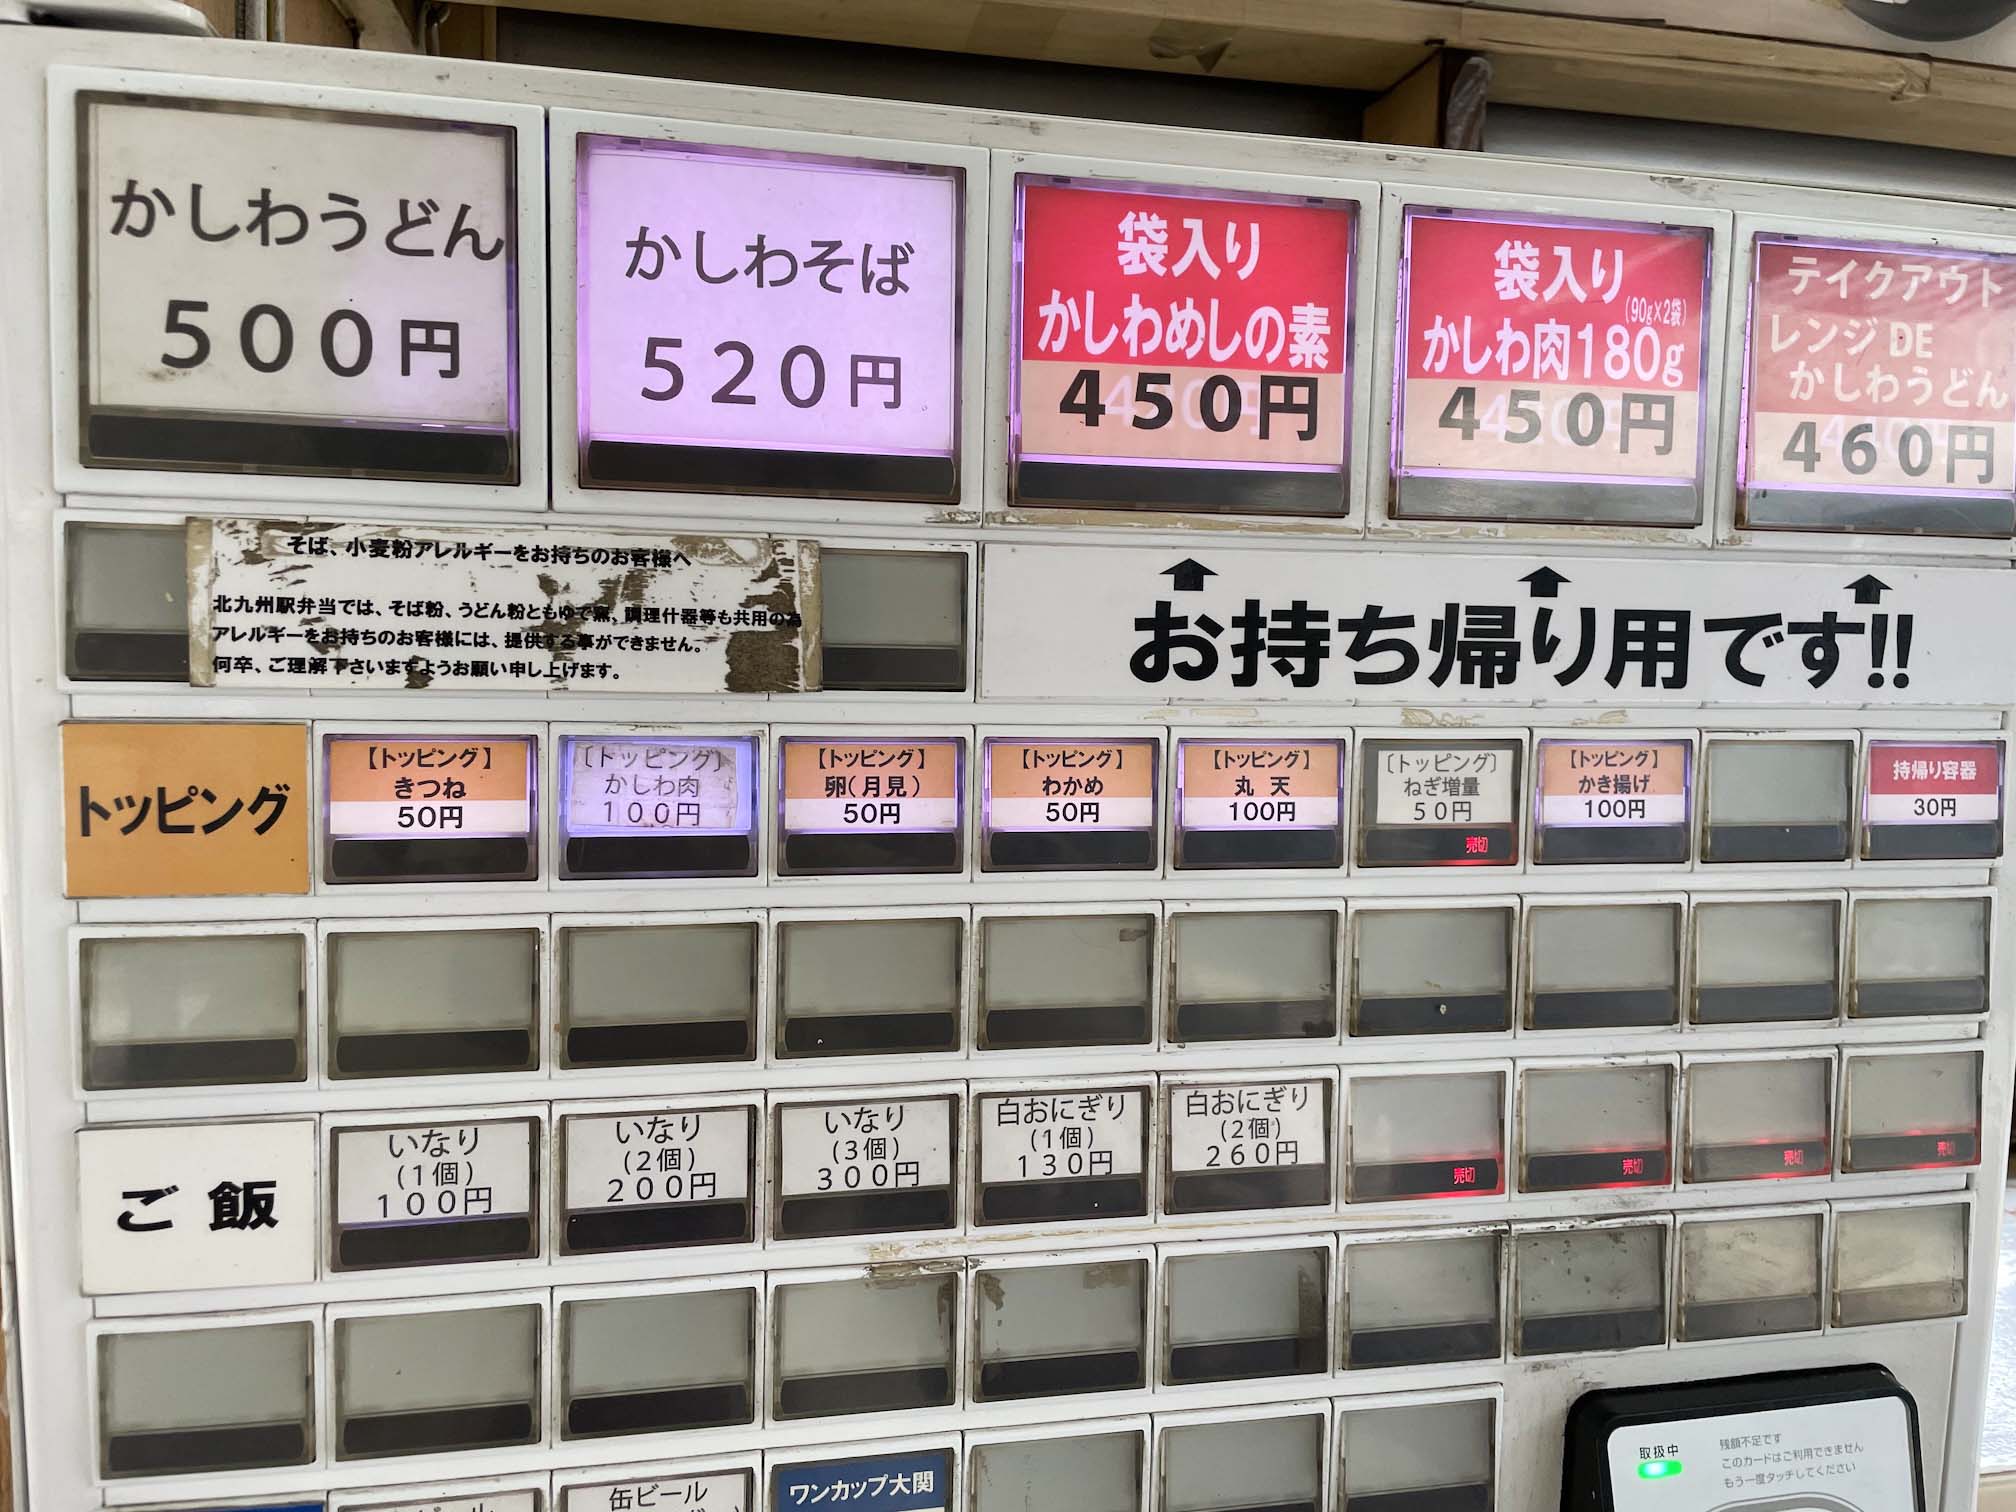 かしわうどん
500円
かしわそば
520円
袋入り
かしわめしの素
450円
袋入り
(90g×2袋)
かしわ肉180g
450円
テイクアウト
レンジDE
かしわうどん
460円
そば、小麦粉アレルギーをお持ちのお客様へ
北九州駅弁当では、そば粉、うどん粉ともゆで窯、調理什器等も共用の為
アレルギーをお持ちのお客様には、提供する事ができません。
何卒、ご理解下さいますようお願い申し上げます。
お持ち帰り用です!!
トッピング
【トッピング】
きつね
50円
〔トッピング〕
かしわ肉
100円
【トッピング】
卵(月見)
50円
【トッピング】
わかめ
50円
【トッピング】
丸天
100円
〔トッピング〕
ねぎ増量
50円
売切
【トッピング】
かき揚げ
100円
持帰り容器
30円
ご飯
いなり
(1個)
100円
いなり
(2個)
200円
いなり
(3個)
300円
白おにぎり
(1個)
130円
白おにぎり
(2個)
260円
売切
売切
売切
売切
缶ビール
ワンカップ大関
取扱中
残額不足です
このカードはご利用できません
もう一度タッチしてください